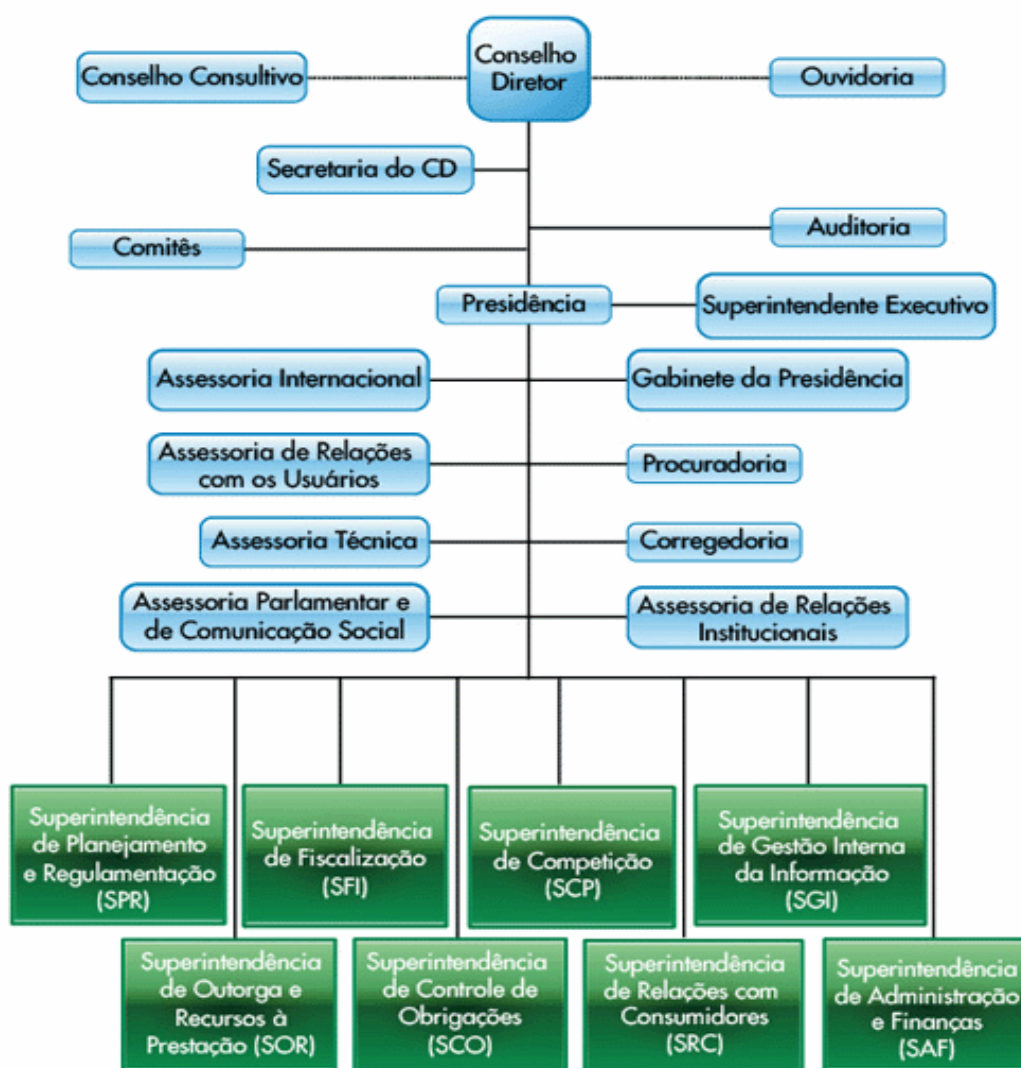 Conselho Consultivo
Conselho
Diretor
Ouvidoria
Secretaria do CD
Auditoria
Comitês
Presidência
Superintendente Executivo
Assessoria Internacional
Gabinete da Presidência
Assessoria de Relações
com os Usuários
Procuradoria
Assessoria Técnica
Corregedoria
Assessoria Parlamentar e
de Comunicação Social
Assessoria de Relações
Institucionais
Superintendência
de Planejamento
e Regulamentação
(SPR)
Superintendência
de Fiscalização
(SFI)
Superintendência
de Competição
(SCP)
Superintendência
de Gestão Interna
da Informação
(SGI)
Superintendência
de Outorga e
Recursos à
Prestação (SOR)
Superintendência
de Controle de
Obrigações
(SCO)
Superintendência
de Relações com
Consumidores
(SRC)
Superintendência
de Administração
e Finanças
(SAF)